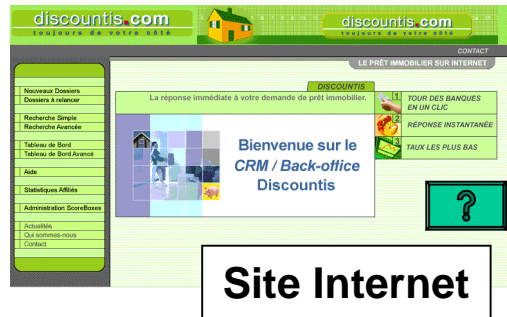 discountis.com
toujours de votre côté
discountis.com
toujours de votre côté
CONTACT
LE PRÊT IMMOBILIER SUR INTERNET
Nouveaux Dossiers
Dossiers à relancer
Recherche Simple
Recherche Avancée
Tableau de Bord
Tableau de Bord Avancé
Aide
Statistiques Affiliés
Administration ScoreBoxes
Actualités
Qui sommes-nous
Contact
DISCOUNTIS
La réponse immédiate à votre demande de prêt immobilier.
Bienvenue sur le
CRM / Back-office
Discountis
1 TOUR DES BANQUES
EN UN CLIC
2 RÉPONSE INSTANTANÉE
3 TAUX LES PLUS BAS
?
Site Internet